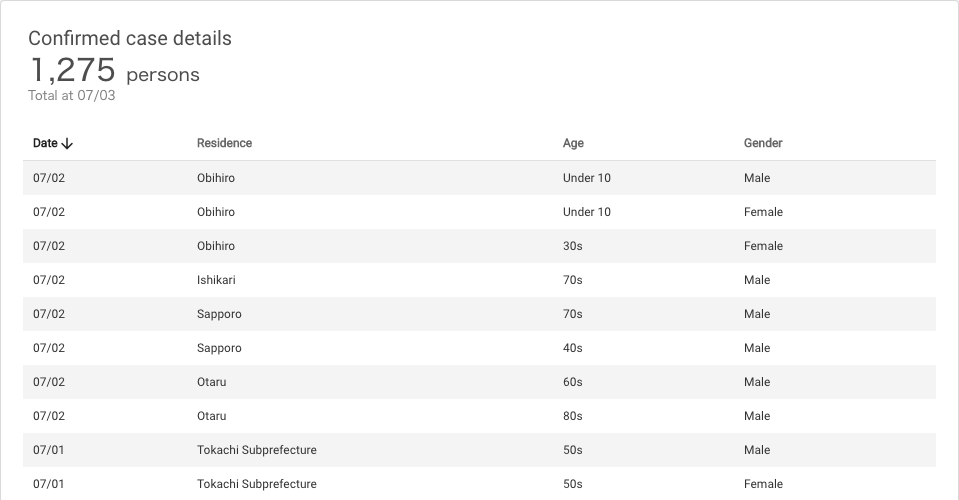 Confirmed case details
1,275 persons
Total at 07/03
Date Residence Age Gender
07/02 Obihiro Under 10 Male
07/02 Obihiro Under 10 Female
07/02 Obihiro 30s Female
07/02 Ishikari 70s Male
07/02 Sapporo 70s Male
07/02 Sapporo 40s Male
07/02 Otaru 60s Male
07/02 Otaru 80s Male
07/01 Tokachi Subprefecture 50s Male
07/01 Tokachi Subprefecture 50s Female